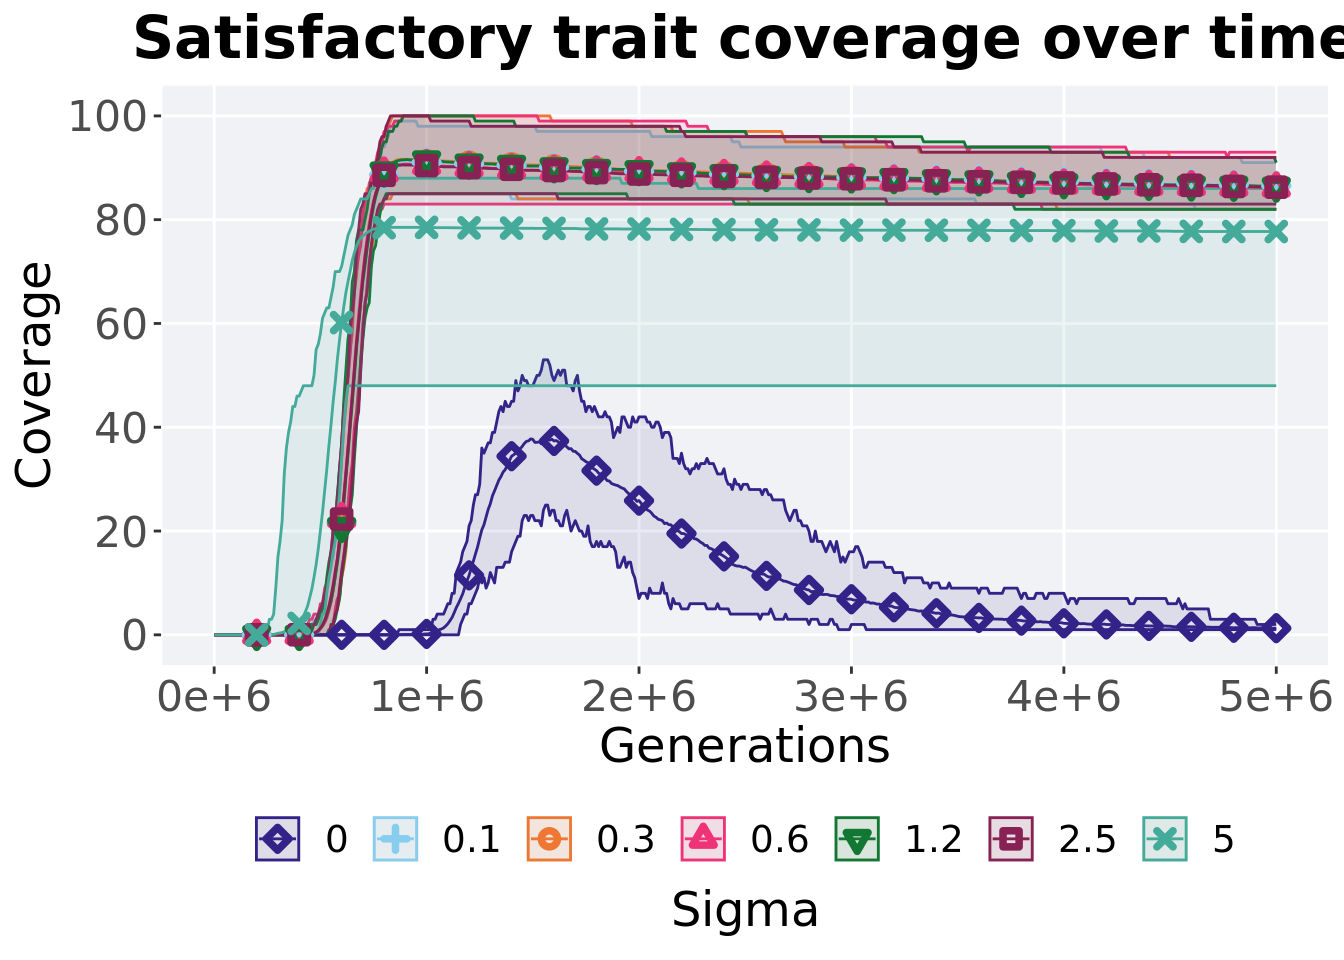 Satisfactory trait coverage over time
100
80
60
40
20
0
Coverage
0e+6 1e+6 2e+6 3e+6 4e+6 5e+6
Generations
0 0.1 0.3 0.6 1.2 2.5 5
Sigma